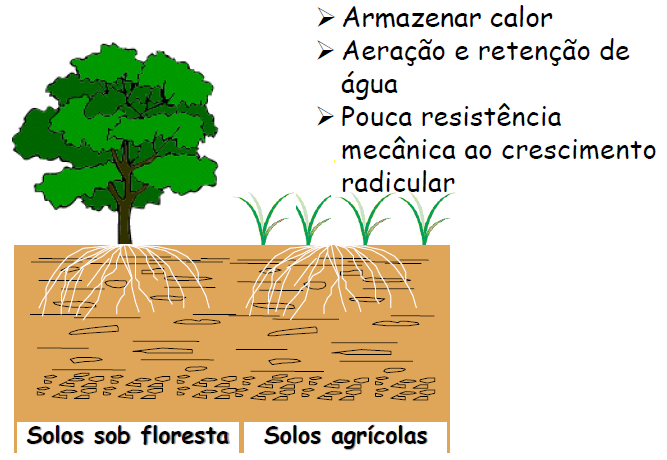 ➢ Armazenar calor
➢ Aeração e retenção de
água
➢ Pouca resistência
mecânica ao crescimento
radicular
Solos sob floresta
Solos agrícolas